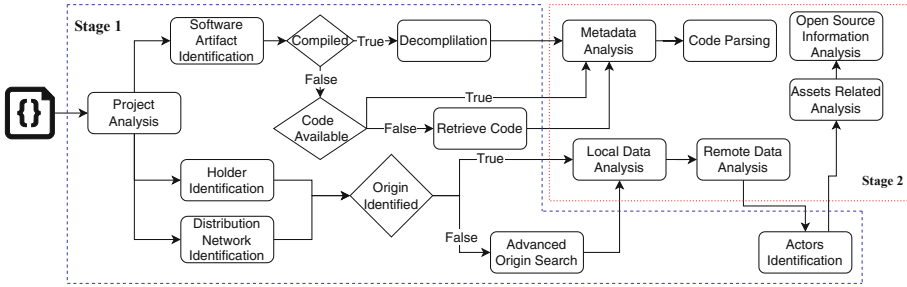 Stage 1
Software
Artifact
Identification
Compiled
True
Decomplilation
Metadata
Analysis
Code Parsing
Open Source
Information
Analysis
False
{}
Project
Analysis
Code
Available
True
False
Retrieve Code
Assets Related
Analysis
Holder
Identification
Origin
Identified
True
Local Data
Analysis
Remote Data
Analysis
Stage 2
Distribution
Network
Identification
False
Advanced
Origin Search
Actors
Identification